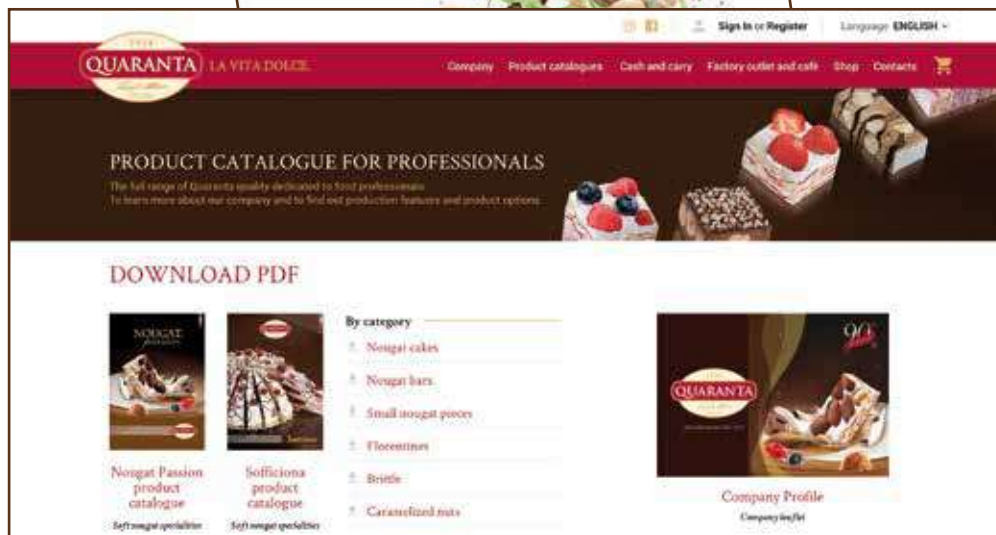 Sign In or Register
Language ENGLISH
QUARANTA
LA VITA DOLCE
Company Product catalogues Cash and carry Factory outlet and café Shop Contacts
PRODUCT CATALOGUE FOR PROFESSIONALS
The full range of Quaranta quality dedicated to food professionals
To learn more about our company and to find out production features and product options.
DOWNLOAD PDF
NOUGAT
Nougat Passion
product
catalogue
Soft nougat specialities
Sofficiona
product
catalogue
Soft nougat specialities
By category
Nougat cakes
Nougat bars
Small nougat pieces
Florentines
Brittle
Caramelized nuts
90
QUARANTA
Company Profile
Company leaflet